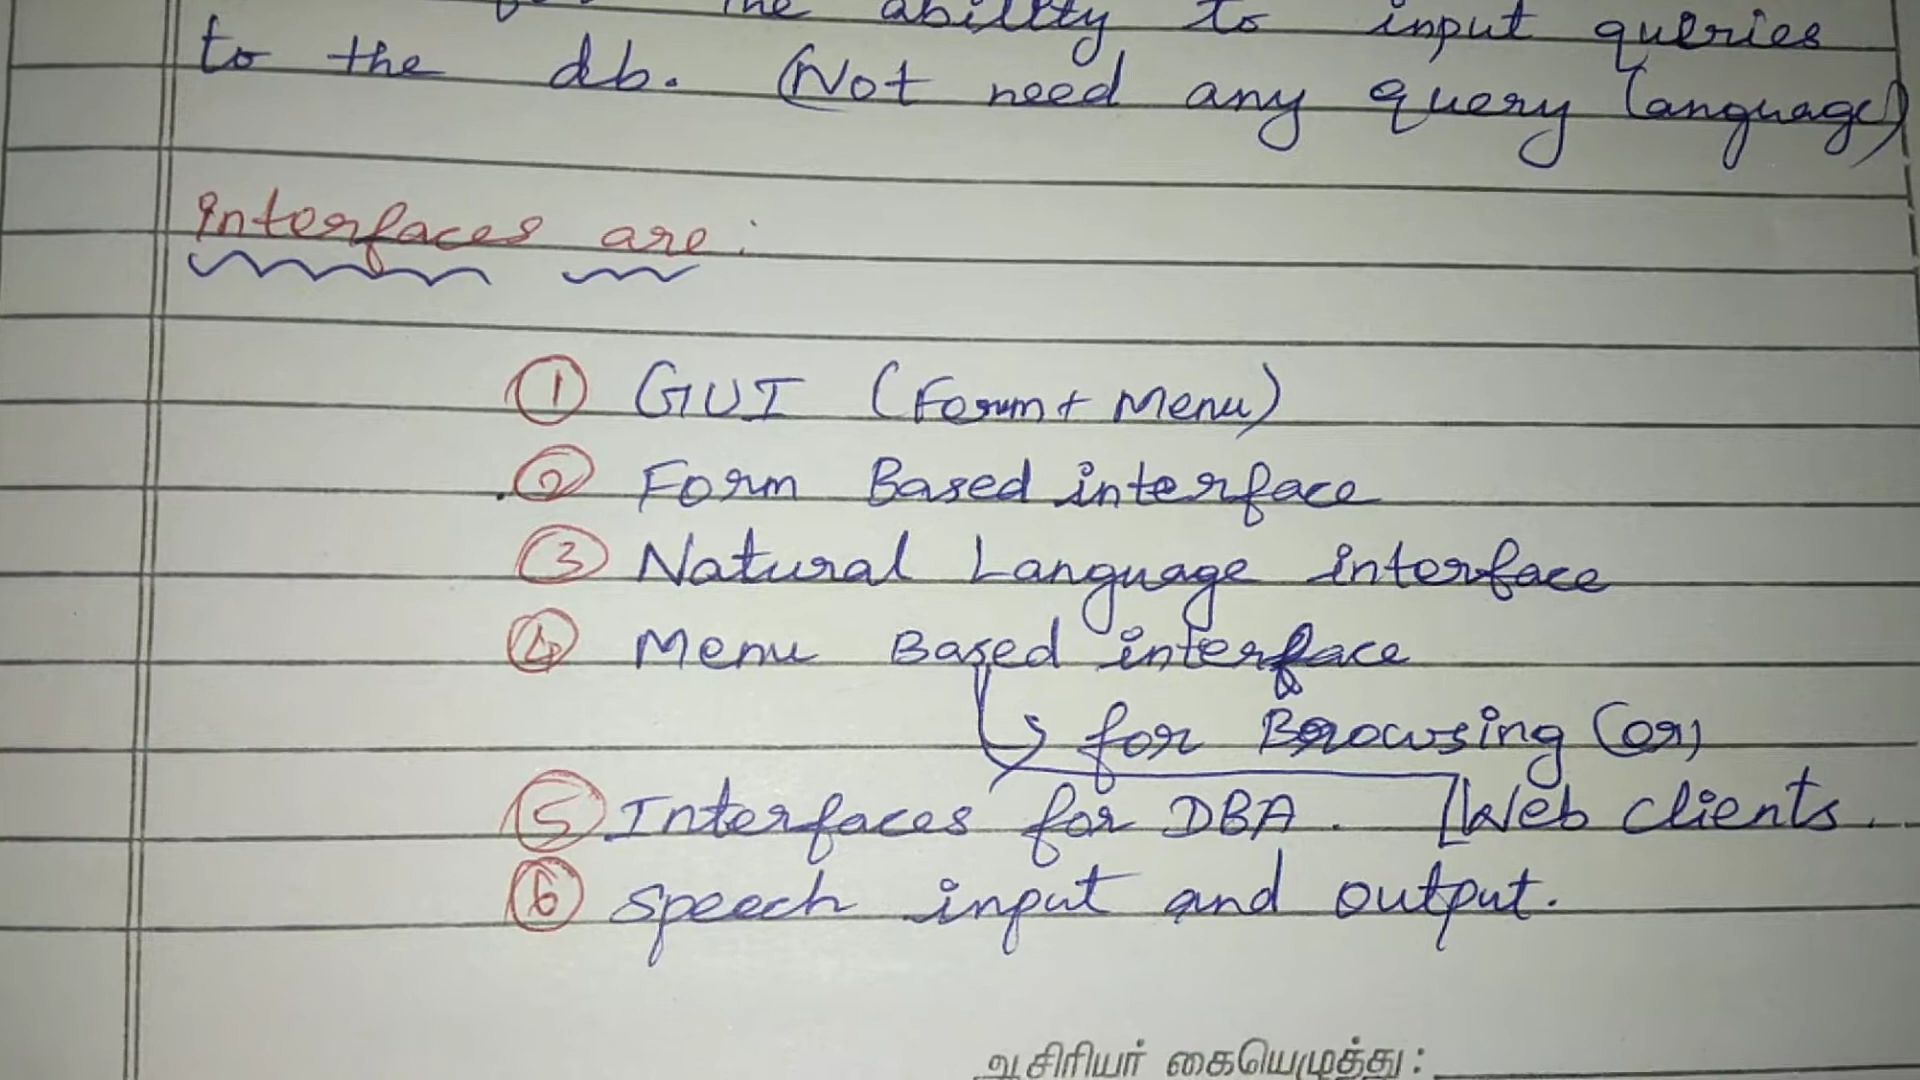 the ability to input queries
to the db. (Not need any query language)
Interfaces are:
① GUI (Form + Menu)
② Form Based interface
③ Natural Language interface
④ Menu Based interface
for Browsing (or)
⑤ Interfaces for DBA. [Web clients.
⑥ speech input and output.
ஆசிரியர் கையெழுத்து: